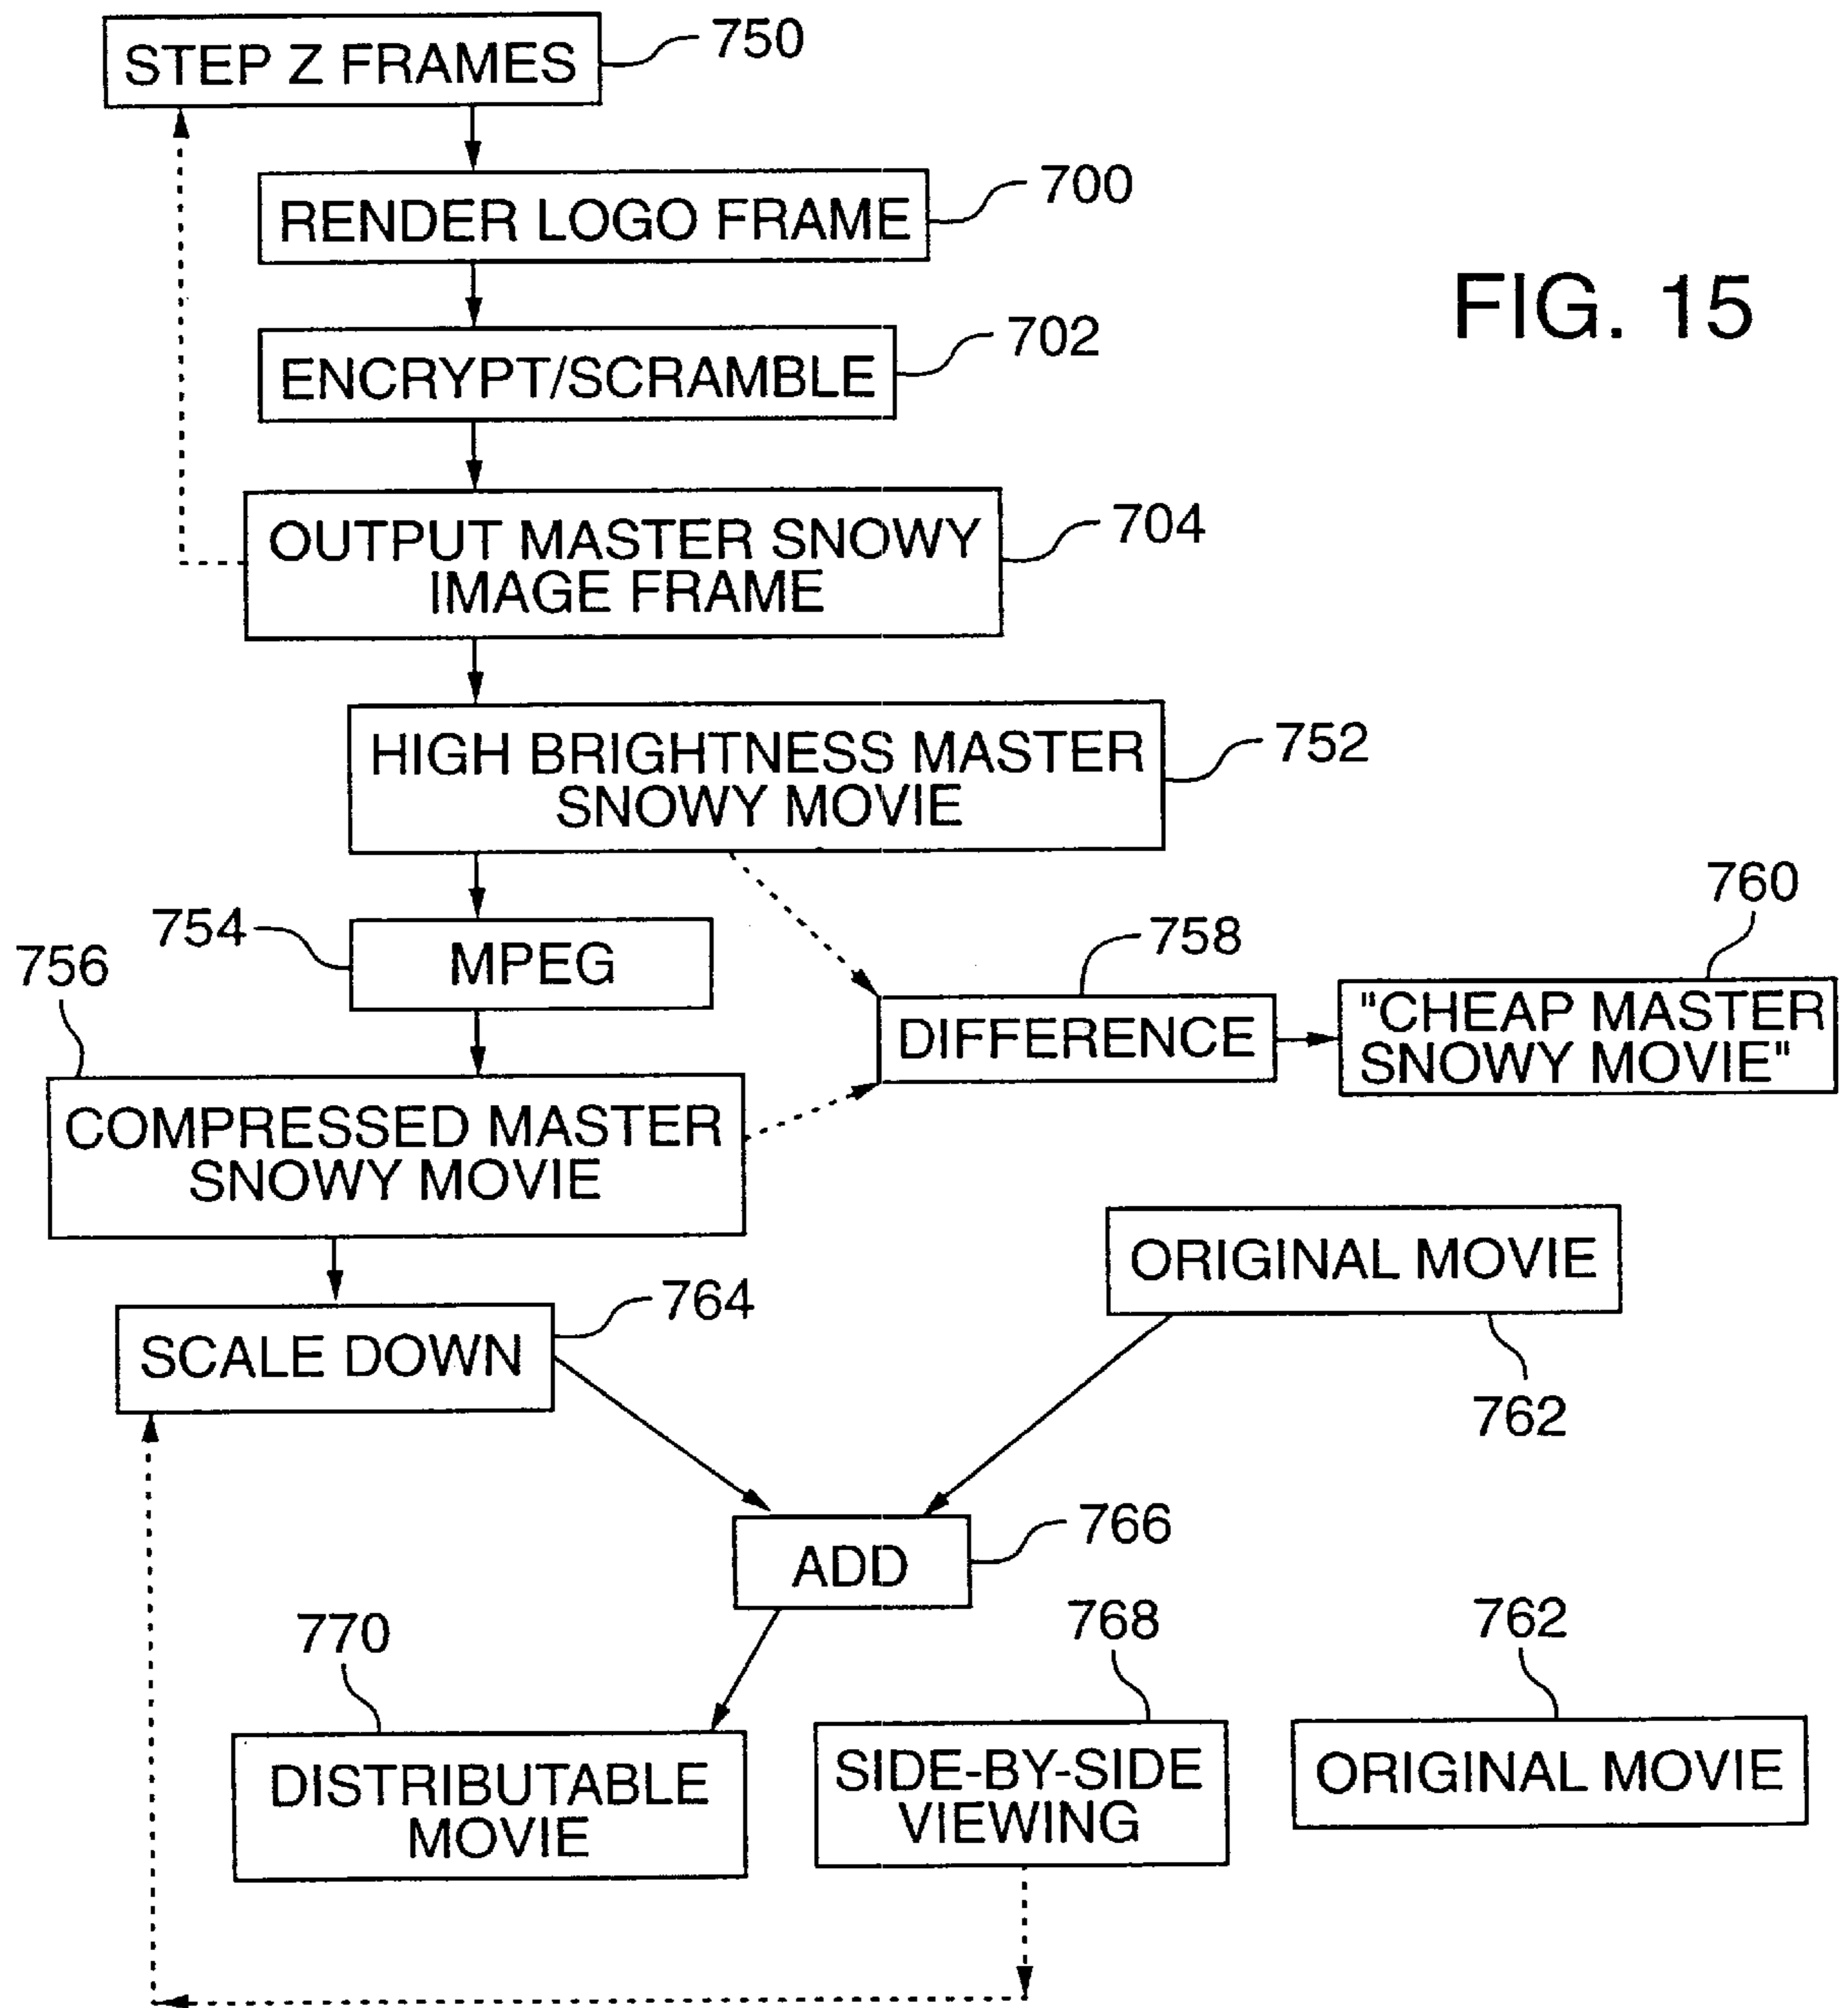 STEP Z FRAMES
750
RENDER LOGO FRAME
700
FIG. 15
ENCRYPT/SCRAMBLE
702
OUTPUT MASTER SNOWY
IMAGE FRAME
704
HIGH BRIGHTNESS MASTER
SNOWY MOVIE
752
754
MPEG
756
COMPRESSED MASTER
SNOWY MOVIE
758
DIFFERENCE
760
"CHEAP MASTER
SNOWY MOVIE"
ORIGINAL MOVIE
762
SCALE DOWN
764
ADD
766
770
DISTRIBUTABLE
MOVIE
768
SIDE-BY-SIDE
VIEWING
762
ORIGINAL MOVIE